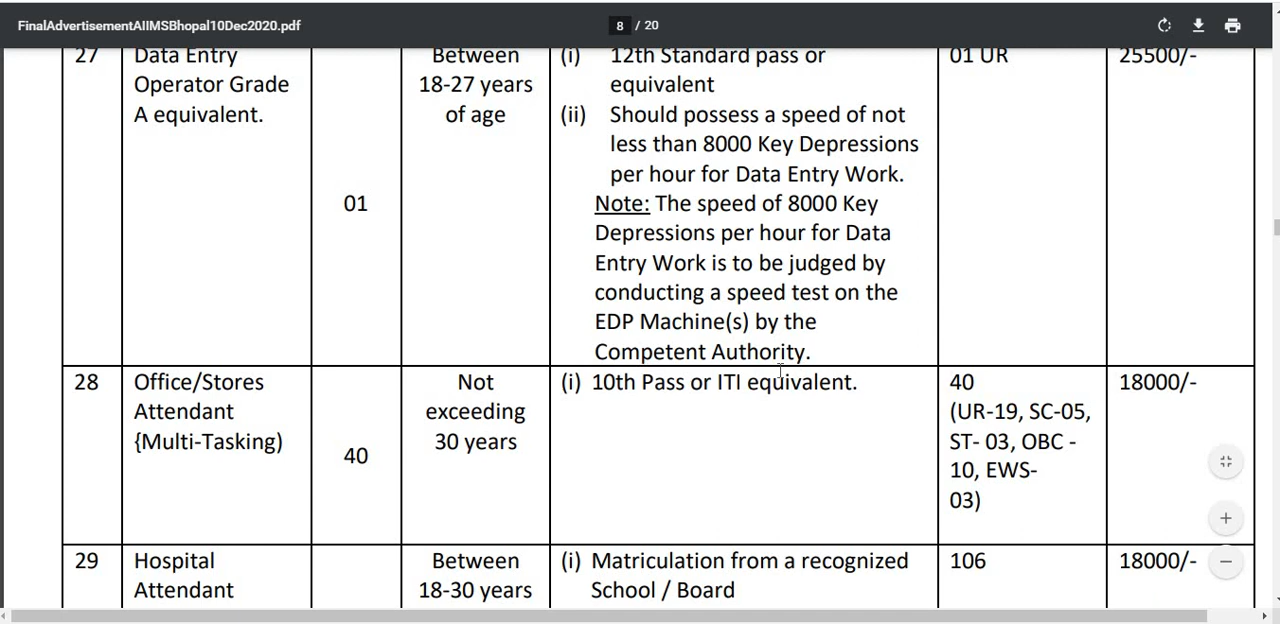 FinalAdvertisementAIIMSBhopal10Dec2020.pdf
8 / 20
27
Data Entry
Operator Grade
A equivalent.
01
Between
18-27 years
of age
(i) 12th Standard pass or
equivalent
(ii) Should possess a speed of not
less than 8000 Key Depressions
per hour for Data Entry Work.
Note: The speed of 8000 Key
Depressions per hour for Data
Entry Work is to be judged by
conducting a speed test on the
EDP Machine(s) by the
Competent Authority.
01 UR
25500/-
28
Office/Stores
Attendant
{Multi-Tasking)
40
Not
exceeding
30 years
(i) 10th Pass or ITI equivalent.
40
(UR-19, SC-05,
ST- 03, OBC -
10, EWS-
03)
18000/-
29
Hospital
Attendant
Between
18-30 years
(i) Matriculation from a recognized
School / Board
106
18000/-